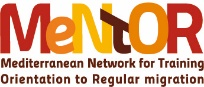 MeNTOR
Mediterranean Network for Training
Orientation to Regular migration